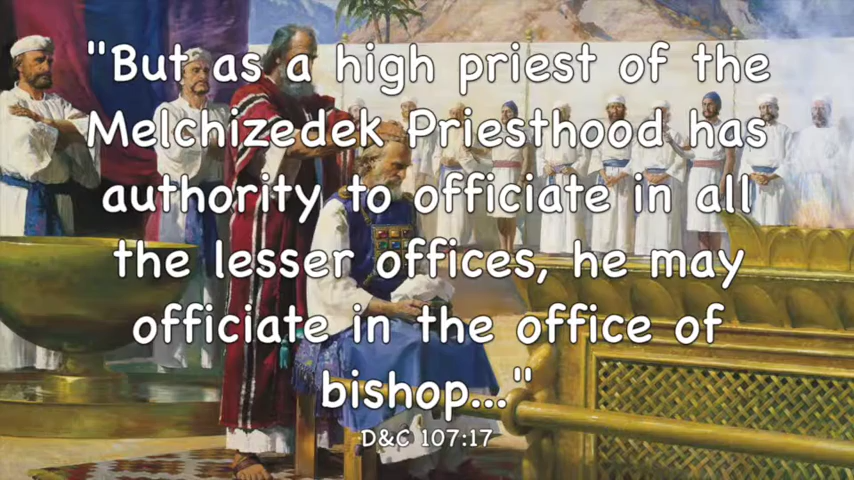 "But as a high priest of the
Melchizedek Priesthood has
authority to officiate in all
the lesser offices, he may
officiate in the office of
bishop..."
D&C 107:17